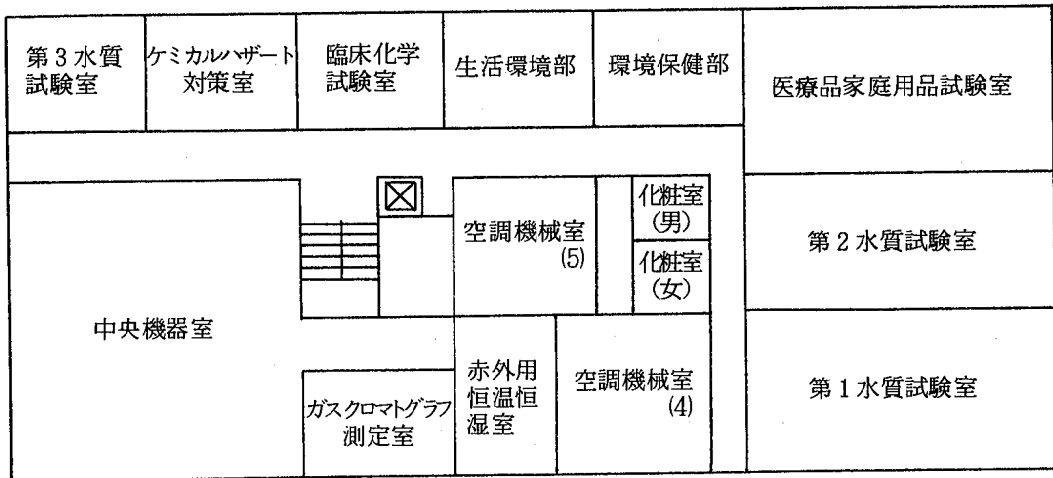 第3水質
試験室
ケミカルハザート
対策室
臨床化学
試験室
生活環境部
環境保健部
医療品家庭用品試験室
空調機械室
(5)
化粧室
(男)
化粧室
(女)
第2水質試験室
中央機器室
ガスクロマトグラフ
測定室
赤外用
恒温恒
湿室
空調機械室
(4)
第1水質試験室